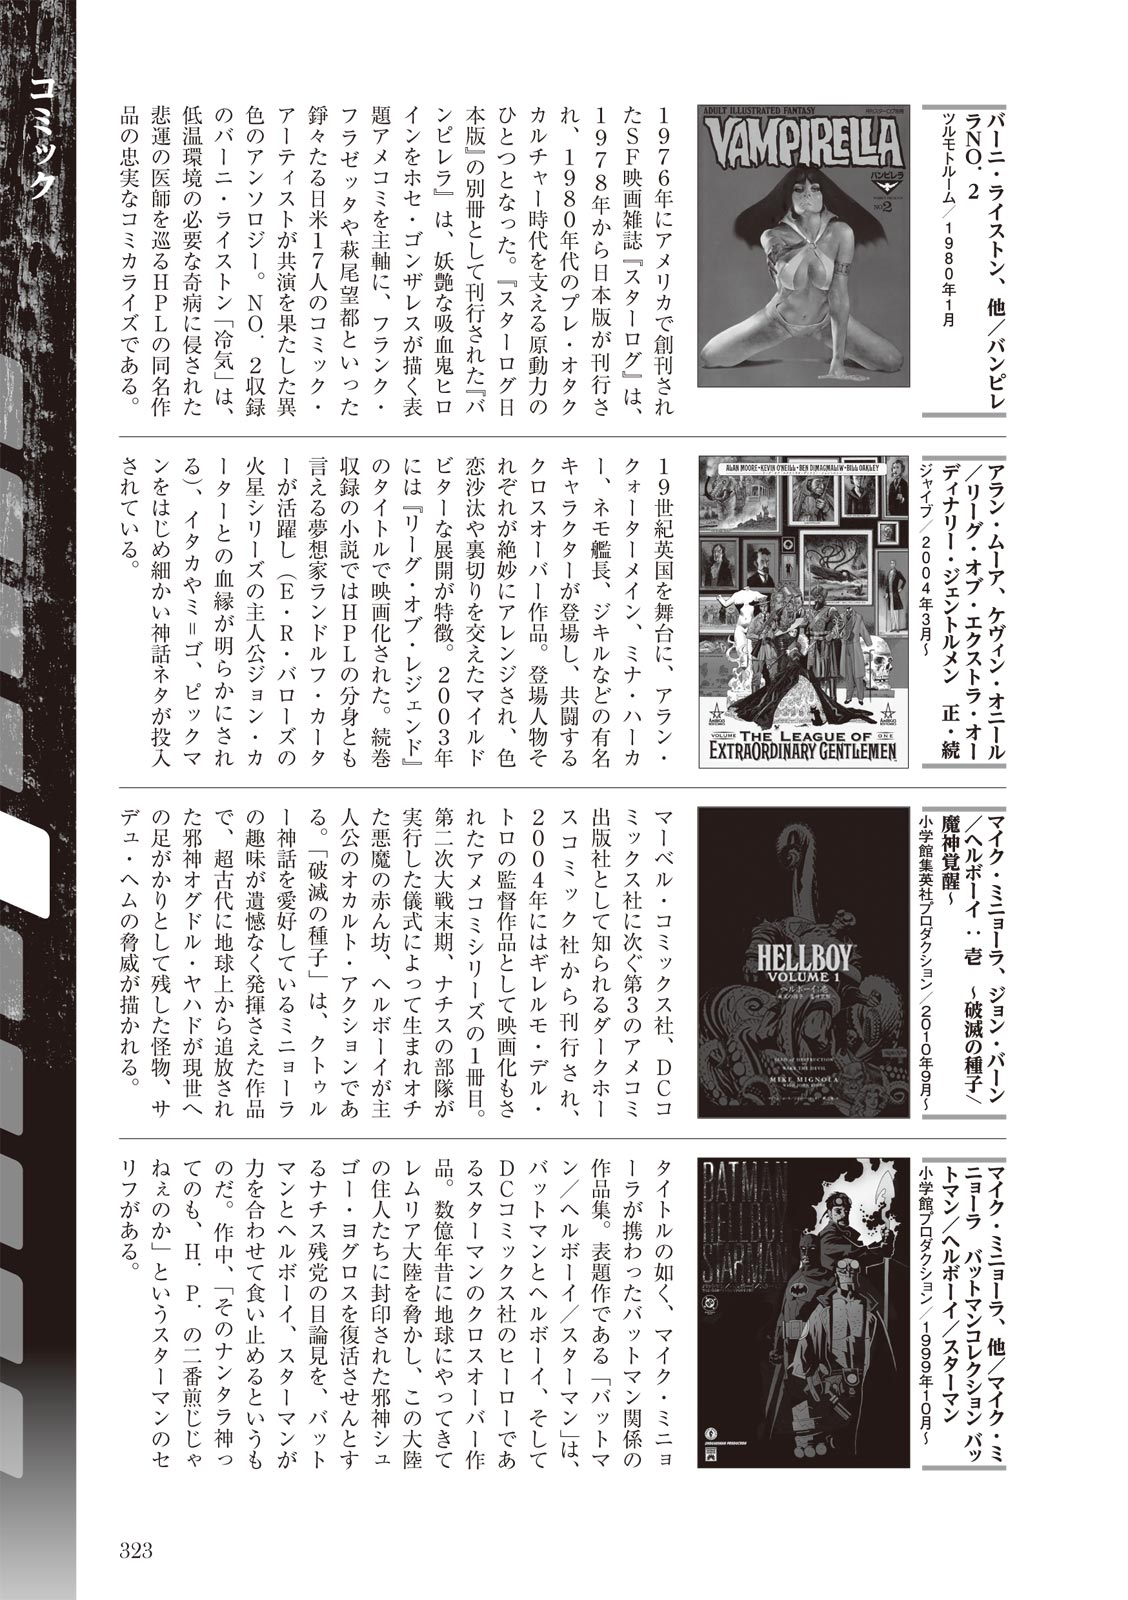 コミック
バーニ・ライストン、他／バンピレ
ラNO．2
ツルモトルーム／1980年1月
ADULT ILLUSTRATED FANTASY
VAMPIRELLA
バンピレラ
NO2
1976年にアメリカで創刊され
たSF映画雑誌『スターログ』は、
1978年から日本版が刊行さ
れ、1980年代のプレ・オタク
カルチャー時代を支える原動力の
ひとつとなった。『スターログ日
本版』の別冊として刊行された『バ
ンピレラ』は、妖艶な吸血鬼ヒロ
インをホセ・ゴンザレスが描く表
題アメコミを主軸に、フランク・
フラゼッタや萩尾望都といった
錚々たる日米17人のコミック・
アーティストが共演を果たした異
色のアンソロジー。NO．2収録
のバーニ・ライストン「冷気」は、
低温環境の必要な奇病に侵された
悲運の医師を巡るHPLの同名作
品の忠実なコミカライズである。
アラン・ムーア、ケヴィン・オニール
／リーグ・オブ・エクストラ・オー
ディナリー・ジェントルメン　正・続
ジャイブ／2004年3月〜
ALAN MOORE・KEVIN O'NEILL・BEN DIMAGMALIW・BILL OAKLEY
VOLUME ONE
THE LEAGUE OF
EXTRAORDINARY GENTLEMEN
19世紀英国を舞台に、アラン・
クォーターメイン、ミナ・ハーカ
ー、ネモ艦長、ジキルなどの有名
キャラクターが登場し、共闘する
クロスオーバー作品。登場人物そ
れぞれが絶妙にアレンジされ、色
恋沙汰や裏切りを交えたマイルド
ビターな展開が特徴。2003年
には『リーグ・オブ・レジェンド』
のタイトルで映画化された。続巻
収録の小説ではHPLの分身とも
言える夢想家ランドルフ・カータ
ーが活躍し（E・R・バローズの
火星シリーズの主人公ジョン・カ
ーターとの血縁が明らかにされ
る）、イタカやミ＝ゴ、ピックマ
ンをはじめ細かい神話ネタが投入
されている。
マイク・ミニョーラ、ジョン・バーン
／ヘルボーイ：壱　〜破滅の種子／
魔神覚醒〜
小学館集英社プロダクション／2010年9月〜
HELLBOY
VOLUME 1
ヘルボーイ：壱
SEED OF DESTRUCTION
WAKE THE DEVIL
MIKE MIGNOLA
マーベル・コミックス社、DCコ
ミックス社に次ぐ第3のアメコミ
出版社として知られるダークホー
スコミック社から刊行され、
2004年にはギレルモ・デル・
トロの監督作品として映画化もさ
れたアメコミシリーズの1冊目。
第二次大戦末期、ナチスの部隊が
実行した儀式によって生まれオチ
た悪魔の赤ん坊、ヘルボーイが主
人公のオカルト・アクションであ
る。「破滅の種子」は、クトゥル
ー神話を愛好しているミニョーラ
の趣味が遺憾なく発揮さえた作品
で、超古代に地球上から追放され
た邪神オグドル・ヤハドが現世へ
の足がかりとして残した怪物、サ
デュ・ヘムの脅威が描かれる。
マイク・ミニョーラ、他／マイク・ミ
ニョーラ　バットマンコレクション バッ
トマン／ヘルボーイ／スターマン
小学館プロダクション／1999年10月〜
BATMAN
HELLBOY
STARMAN
DC
タイトルの如く、マイク・ミニョ
ーラが携わったバットマン関係の
作品集。表題作である「バットマ
ン／ヘルボーイ／スターマン」は、
バットマンとヘルボーイ、そして
DCコミックス社のヒーローであ
るスターマンのクロスオーバー作
品。数億年昔に地球にやってきて
レムリア大陸を脅かし、この大陸
の住人たちに封印された邪神シュ
ゴー・ヨグロスを復活させんとす
るナチス残党の目論見を、バット
マンとヘルボーイ、スターマンが
力を合わせて食い止めるというも
のだ。作中、「そのナンタラ神っ
てのも、H．P．の二番煎じじゃ
ねぇのか」というスターマンのセ
リフがある。
323